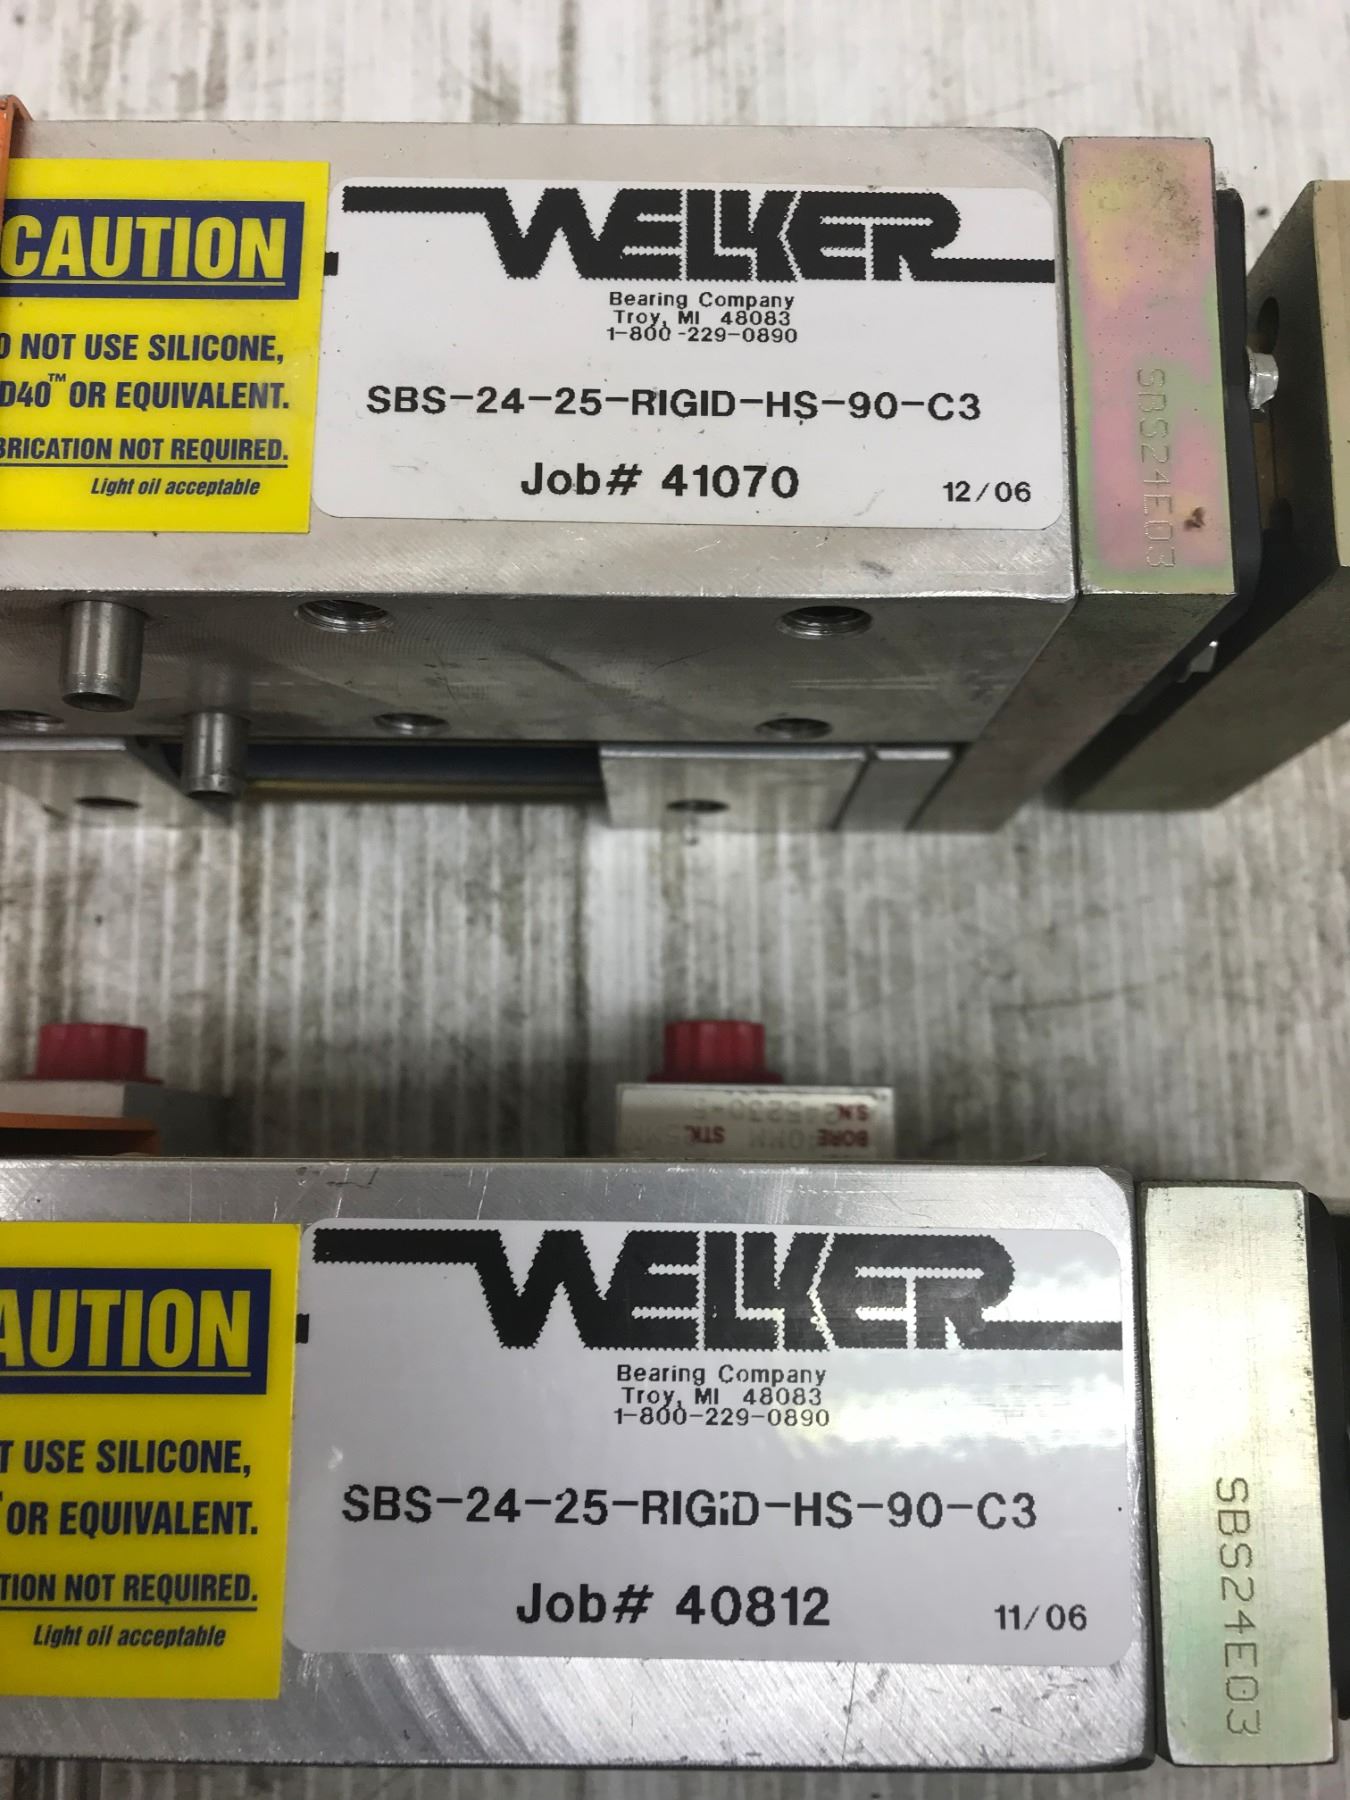 CAUTION
NOT USE SILICONE,
D40™ OR EQUIVALENT.
BRICATION NOT REQUIRED.
Light oil acceptable
WELKER
Bearing Company
Troy, MI 48083
1-800-229-0890
SBS-24-25-RIGID-HS-90-C3
Job# 41070
12/06
SBS24E03
S.N.
BORE STK.
AUTION
T USE SILICONE,
OR EQUIVALENT.
TION NOT REQUIRED.
Light oil acceptable
WELKER
Bearing Company
Troy, MI 48083
1-800-229-0890
SBS-24-25-RIGiD-HS-90-C3
Job# 40812
11/06
SBS24E03